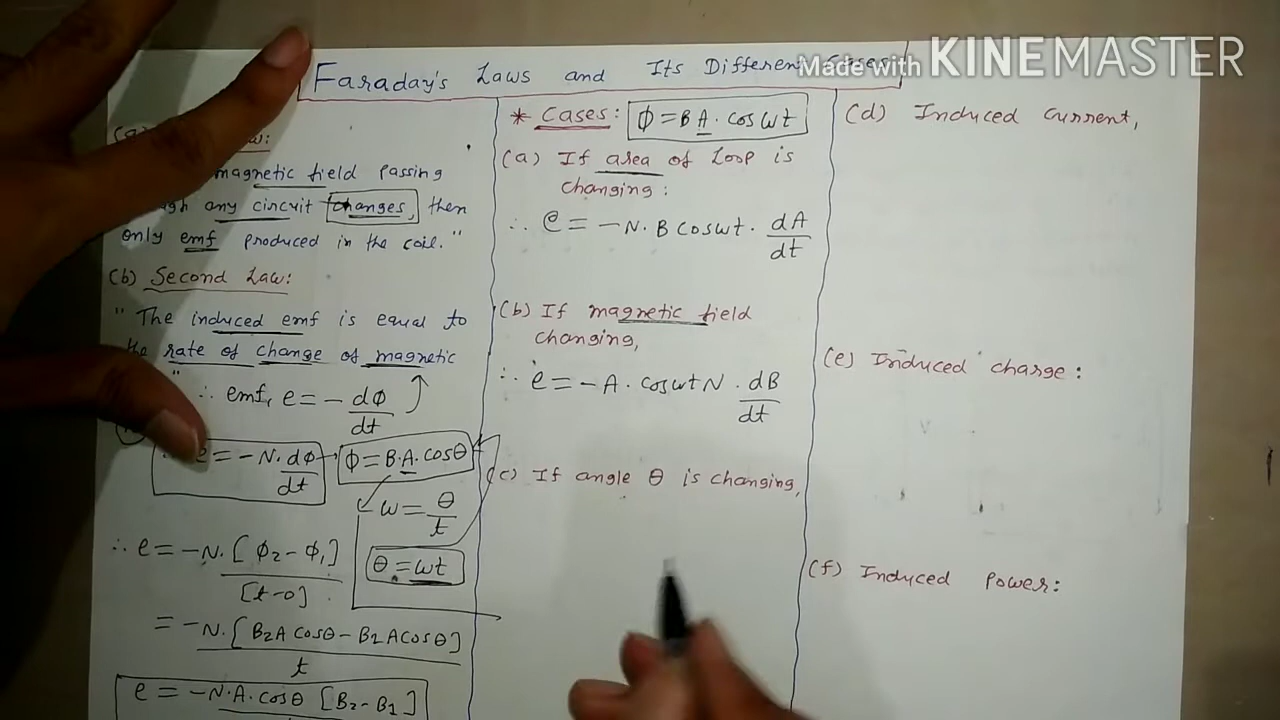 Faraday's Laws and Its Different
Made with KINEMASTER
magnetic field passing
any circuit changes, then
only emf produced in the coil."
(b) Second Law:
"The induced emf is equal to
the rate of change of magnetic
"
∴ emf, e = - dΦ/dt
e = -N. dΦ/dt
Φ = B.A.cosθ
ω = θ/t
θ = ωt
∴ e = -N.[Φ₂ - Φ₁] / [t-0]
= -N.[B₂A cosθ - B₁A cosθ] / t
e = -N.A.cosθ [B₂-B₁]
* Cases: Φ = BA.cosωt
(a) If area of Loop is
changing:
∴ e = -N.B cosωt. dA/dt
(b) If magnetic field
changing,
∴ e = -A.cosωt N. dB/dt
(c) If angle θ is changing,
(d) Induced Current,
(e) Induced charge:
(f) Induced Power: